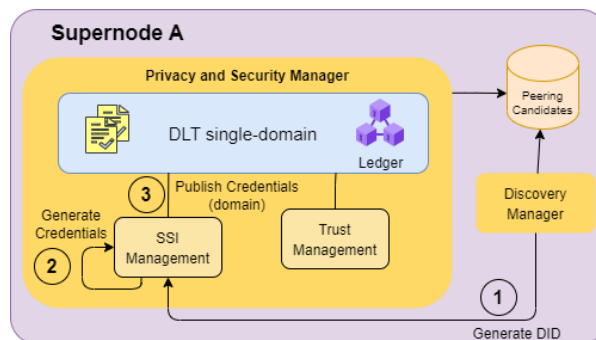 Supernode A
Privacy and Security Manager
DLT single-domain
Ledger
Peering
Candidates
3
Publish Credentials
(domain)
Generate
Credentials
2
SSI
Management
Trust
Management
Discovery
Manager
1
Generate DID